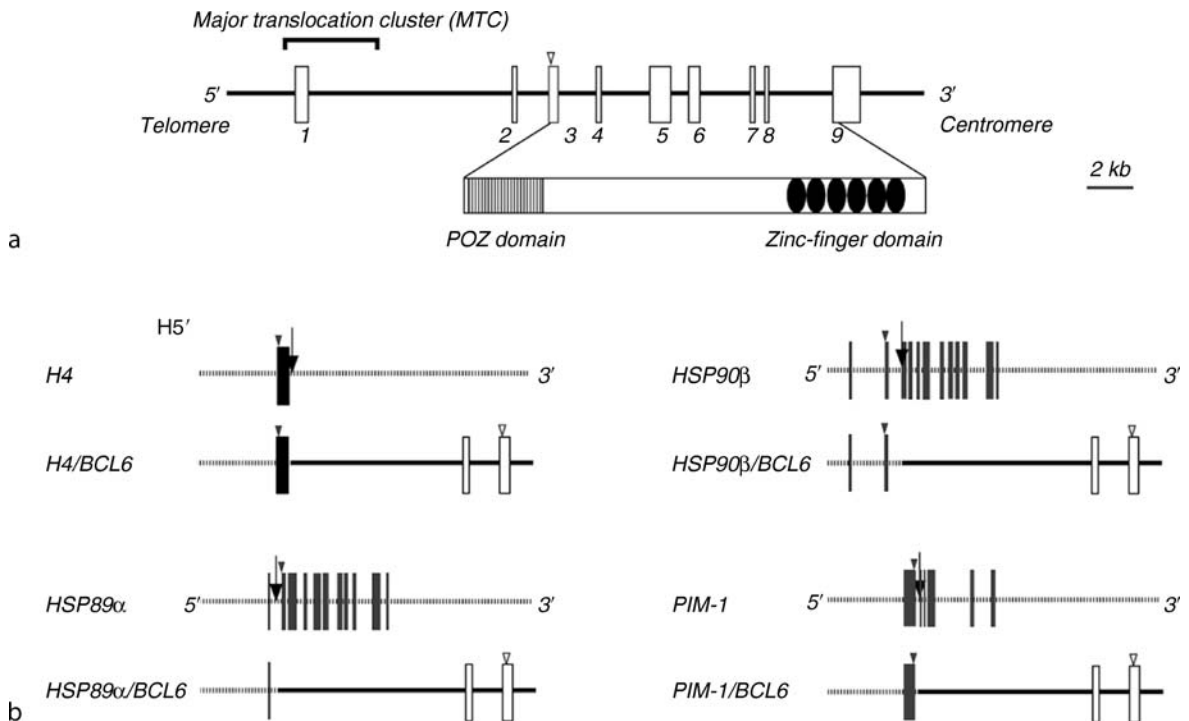 Major translocation cluster (MTC)
5′ 3′
Telomere 1 2 3 4 5 6 7 8 9 Centromere
2 kb
POZ domain Zinc-finger domain
a
H5′
H4 3′
H4/BCL6
HSP90β 5′ 3′
HSP90β/BCL6
HSP89α 5′ 3′
HSP89α/BCL6
PIM-1 5′ 3′
PIM-1/BCL6
b